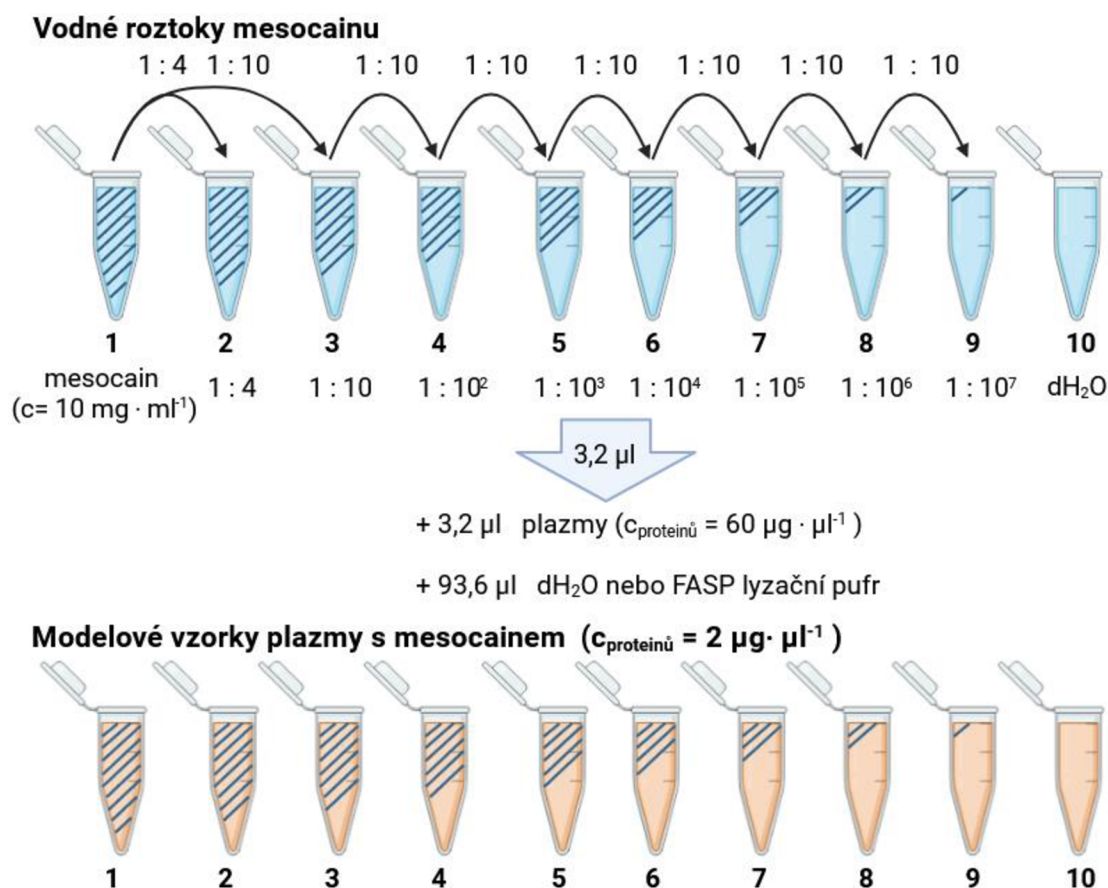 Vodné roztoky mesocainu
1 : 4 1 : 10 1 : 10 1 : 10 1 : 10 1 : 10 1 : 10 1 : 10
1 2 3 4 5 6 7 8 9 10
mesocain 1 : 4 1 : 10 1 : 10² 1 : 10³ 1 : 10⁴ 1 : 10⁵ 1 : 10⁶ 1 : 10⁷ dH₂O
(c= 10 mg · ml⁻¹)
3,2 µl
+ 3,2 µl plazmy (cproteinů = 60 µg · µl⁻¹ )
+ 93,6 µl dH₂O nebo FASP lyzační pufr
Modelové vzorky plazmy s mesocainem (cproteinů = 2 µg· µl⁻¹ )
1 2 3 4 5 6 7 8 9 10